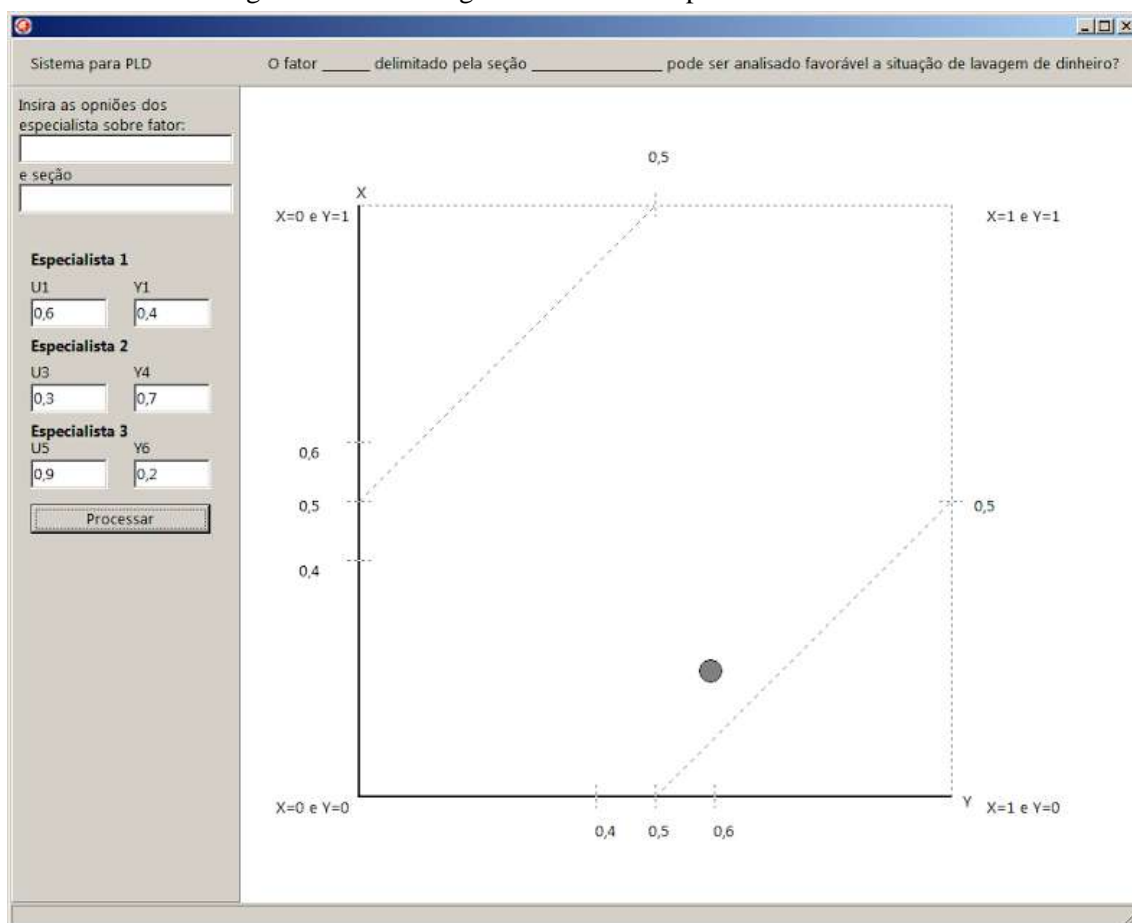 Sistema para PLD
O fator ______ delimitado pela seção ________________ pode ser analisado favorável a situação de lavagem de dinheiro?
Insira as opniões dos
especialista sobre fator:
e seção
Especialista 1
U1 Y1
0,6 0,4
Especialista 2
U3 Y4
0,3 0,7
Especialista 3
U5 Y6
0,9 0,2
Processar
0,5
X
X=0 e Y=1 X=1 e Y=1
0,6
0,5 0,5
0,4
X=0 e Y=0 Y X=1 e Y=0
0,4 0,5 0,6